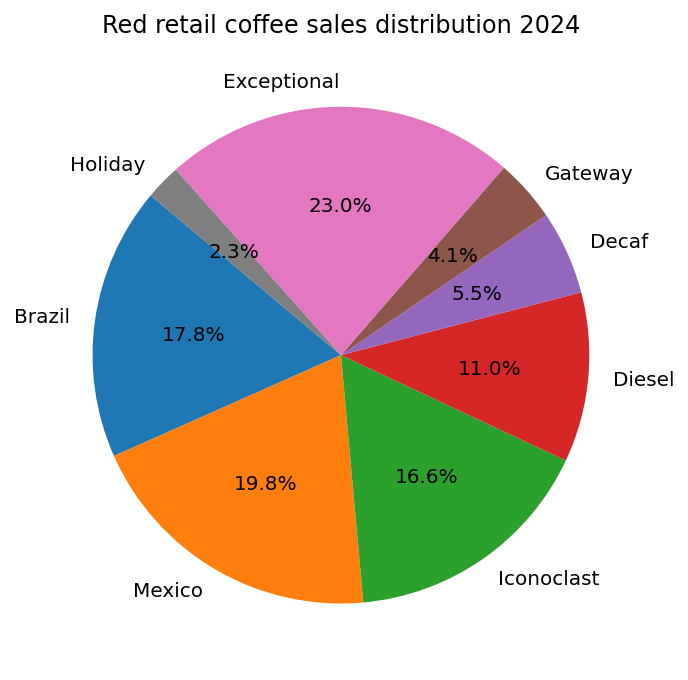 Red retail coffee sales distribution 2024
Exceptional
Holiday
Gateway
23.0%
Decaf
2.3%
4.1%
5.5%
Brazil
17.8%
11.0%
Diesel
19.8%
16.6%
Mexico
Iconoclast